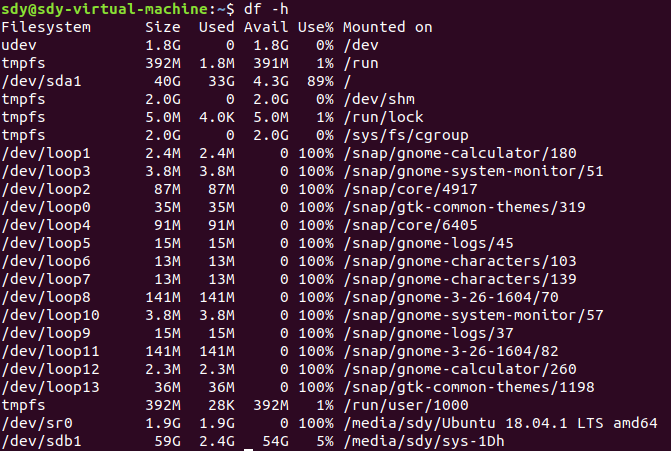 sdy@sdy-virtual-machine:~$ df -h
Filesystem      Size  Used Avail Use% Mounted on
udev            1.8G     0  1.8G   0% /dev
tmpfs           392M  1.8M  391M   1% /run
/dev/sda1        40G   33G  4.3G  89% /
tmpfs           2.0G     0  2.0G   0% /dev/shm
tmpfs           5.0M  4.0K  5.0M   1% /run/lock
tmpfs           2.0G     0  2.0G   0% /sys/fs/cgroup
/dev/loop1      2.4M  2.4M     0 100% /snap/gnome-calculator/180
/dev/loop3      3.8M  3.8M     0 100% /snap/gnome-system-monitor/51
/dev/loop2       87M   87M     0 100% /snap/core/4917
/dev/loop0       35M   35M     0 100% /snap/gtk-common-themes/319
/dev/loop4       91M   91M     0 100% /snap/core/6405
/dev/loop5       15M   15M     0 100% /snap/gnome-logs/45
/dev/loop6       13M   13M     0 100% /snap/gnome-characters/103
/dev/loop7       13M   13M     0 100% /snap/gnome-characters/139
/dev/loop8      141M  141M     0 100% /snap/gnome-3-26-1604/70
/dev/loop10     3.8M  3.8M     0 100% /snap/gnome-system-monitor/57
/dev/loop9       15M   15M     0 100% /snap/gnome-logs/37
/dev/loop11     141M  141M     0 100% /snap/gnome-3-26-1604/82
/dev/loop12     2.3M  2.3M     0 100% /snap/gnome-calculator/260
/dev/loop13      36M   36M     0 100% /snap/gtk-common-themes/1198
tmpfs           392M   28K  392M   1% /run/user/1000
/dev/sr0        1.9G  1.9G     0 100% /media/sdy/Ubuntu 18.04.1 LTS amd64
/dev/sdb1        59G  2.4G   54G   5% /media/sdy/sys-1Dh